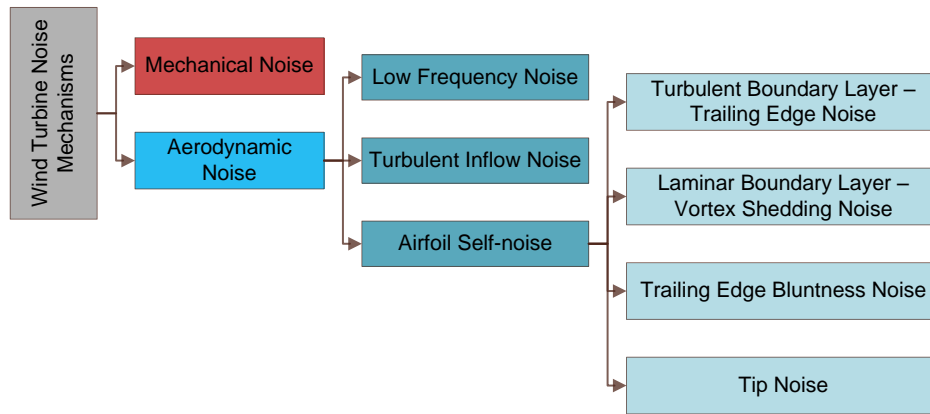 Wind Turbine Noise
Mechanisms
Mechanical Noise
Aerodynamic
Noise
Low Frequency Noise
Turbulent Inflow Noise
Airfoil Self-noise
Turbulent Boundary Layer –
Trailing Edge Noise
Laminar Boundary Layer –
Vortex Shedding Noise
Trailing Edge Bluntness Noise
Tip Noise